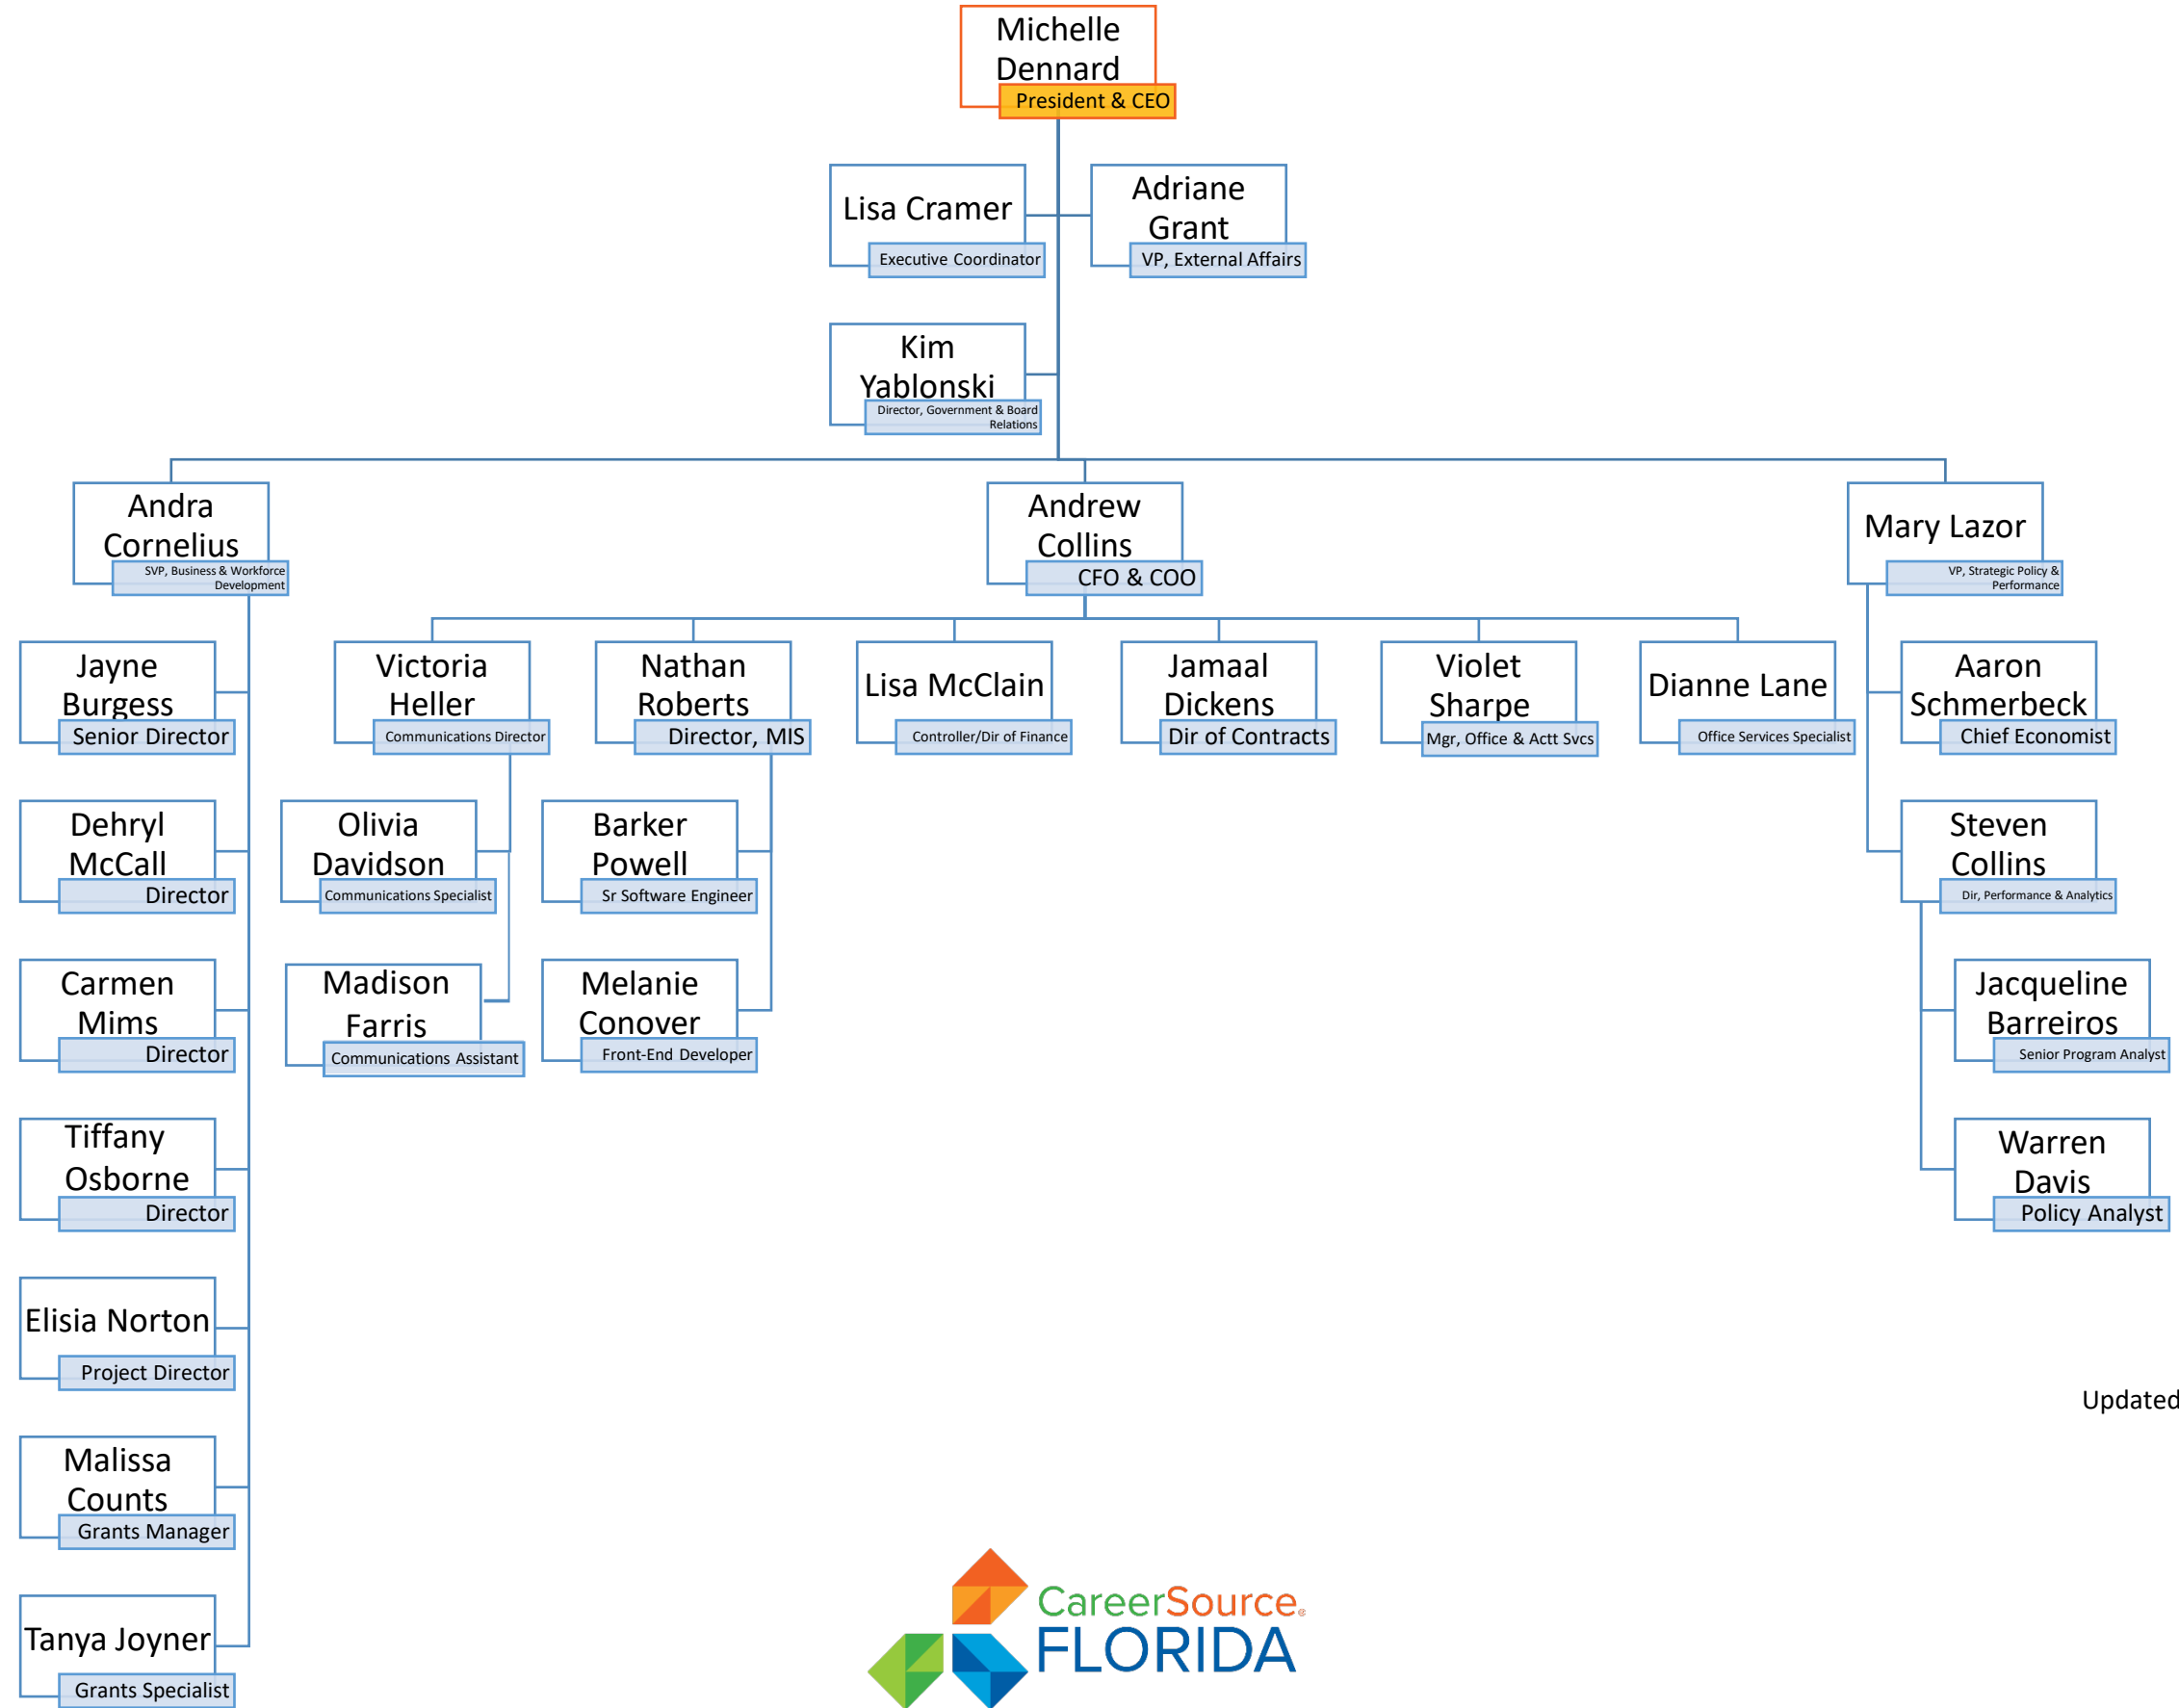 Michelle
Dennard
President & CEO
Lisa Cramer
Executive Coordinator
Adriane
Grant
VP, External Affairs
Kim
Yablonski
Director, Government & Board
Relations
Andra
Cornelius
SVP, Business & Workforce
Development
Andrew
Collins
CFO & COO
Mary Lazor
VP, Strategic Policy &
Performance
Jayne
Burgess
Senior Director
Victoria
Heller
Communications Director
Nathan
Roberts
Director, MIS
Lisa McClain
Controller/Dir of Finance
Jamaal
Dickens
Dir of Contracts
Violet
Sharpe
Mgr, Office & Actt Svcs
Dianne Lane
Office Services Specialist
Aaron
Schmerbeck
Chief Economist
Dehryl
McCall
Director
Olivia
Davidson
Communications Specialist
Barker
Powell
Sr Software Engineer
Steven
Collins
Dir, Performance & Analytics
Carmen
Mims
Director
Madison
Farris
Communications Assistant
Melanie
Conover
Front-End Developer
Jacqueline
Barreiros
Senior Program Analyst
Tiffany
Osborne
Director
Warren
Davis
Policy Analyst
Elisia Norton
Project Director
Updated
Malissa
Counts
Grants Manager
Tanya Joyner
Grants Specialist
CareerSource®
FLORIDA